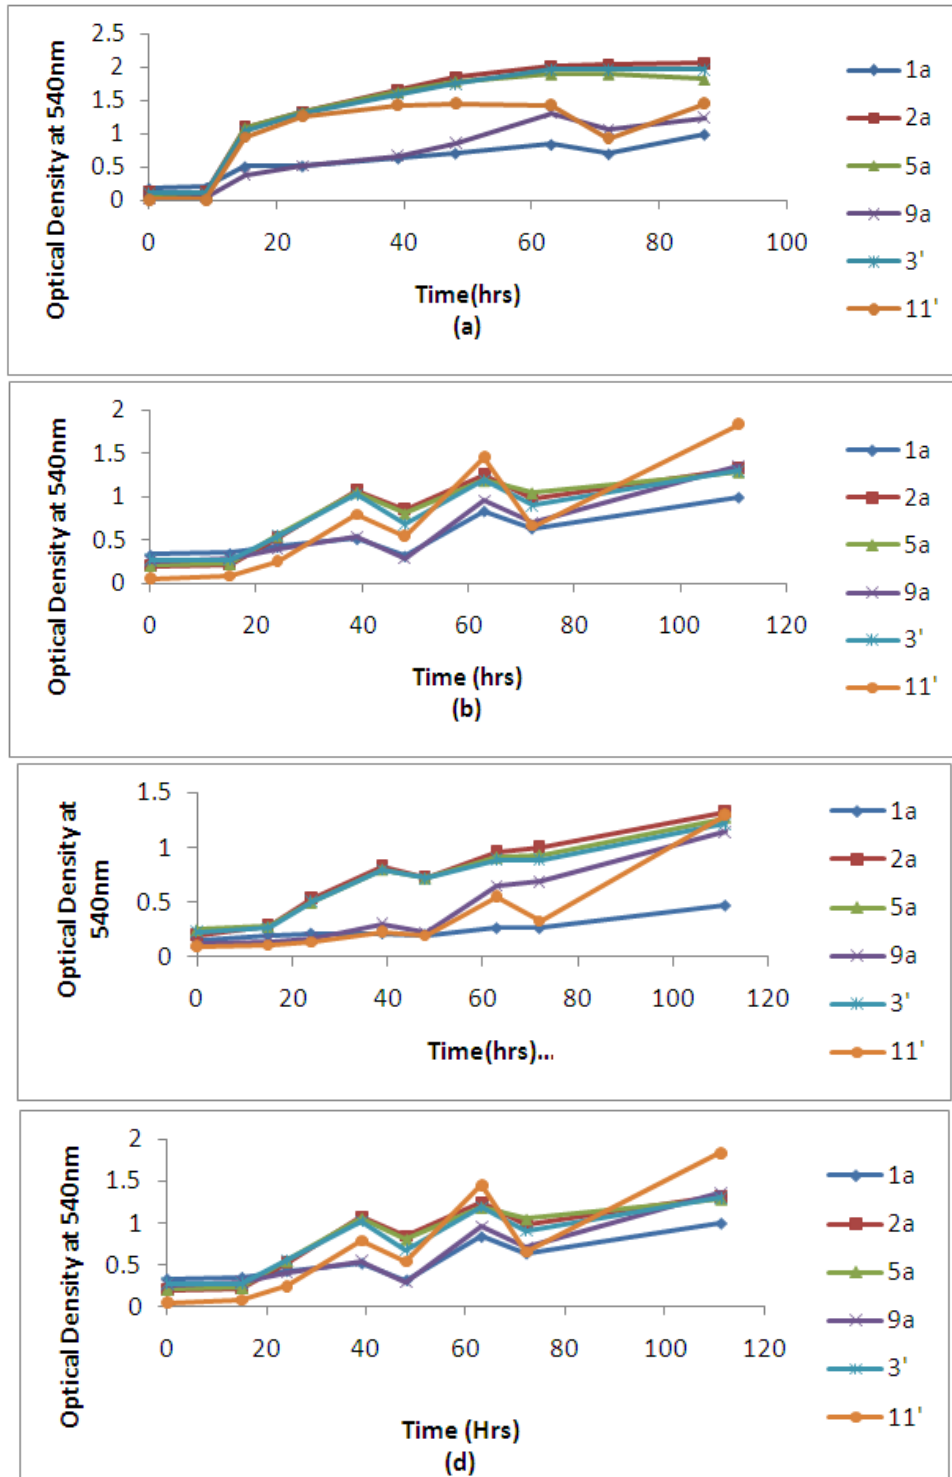 Optical Density at 540nm
2.5
2
1.5
1
0.5
0
0 20 40 60 80 100
Time(hrs)
(a)
1a
2a
5a
9a
3'
11'
Optical Density at 540nm
2
1.5
1
0.5
0
0 20 40 60 80 100 120
Time (hrs)
(b)
1a
2a
5a
9a
3'
11'
Optical Density at
540nm
1.5
1
0.5
0
0 20 40 60 80 100 120
Time(hrs)...
1a
2a
5a
9a
3'
11'
Optical Density at 540nm
2
1.5
1
0.5
0
0 20 40 60 80 100 120
Time (Hrs)
(d)
1a
2a
5a
9a
3'
11'